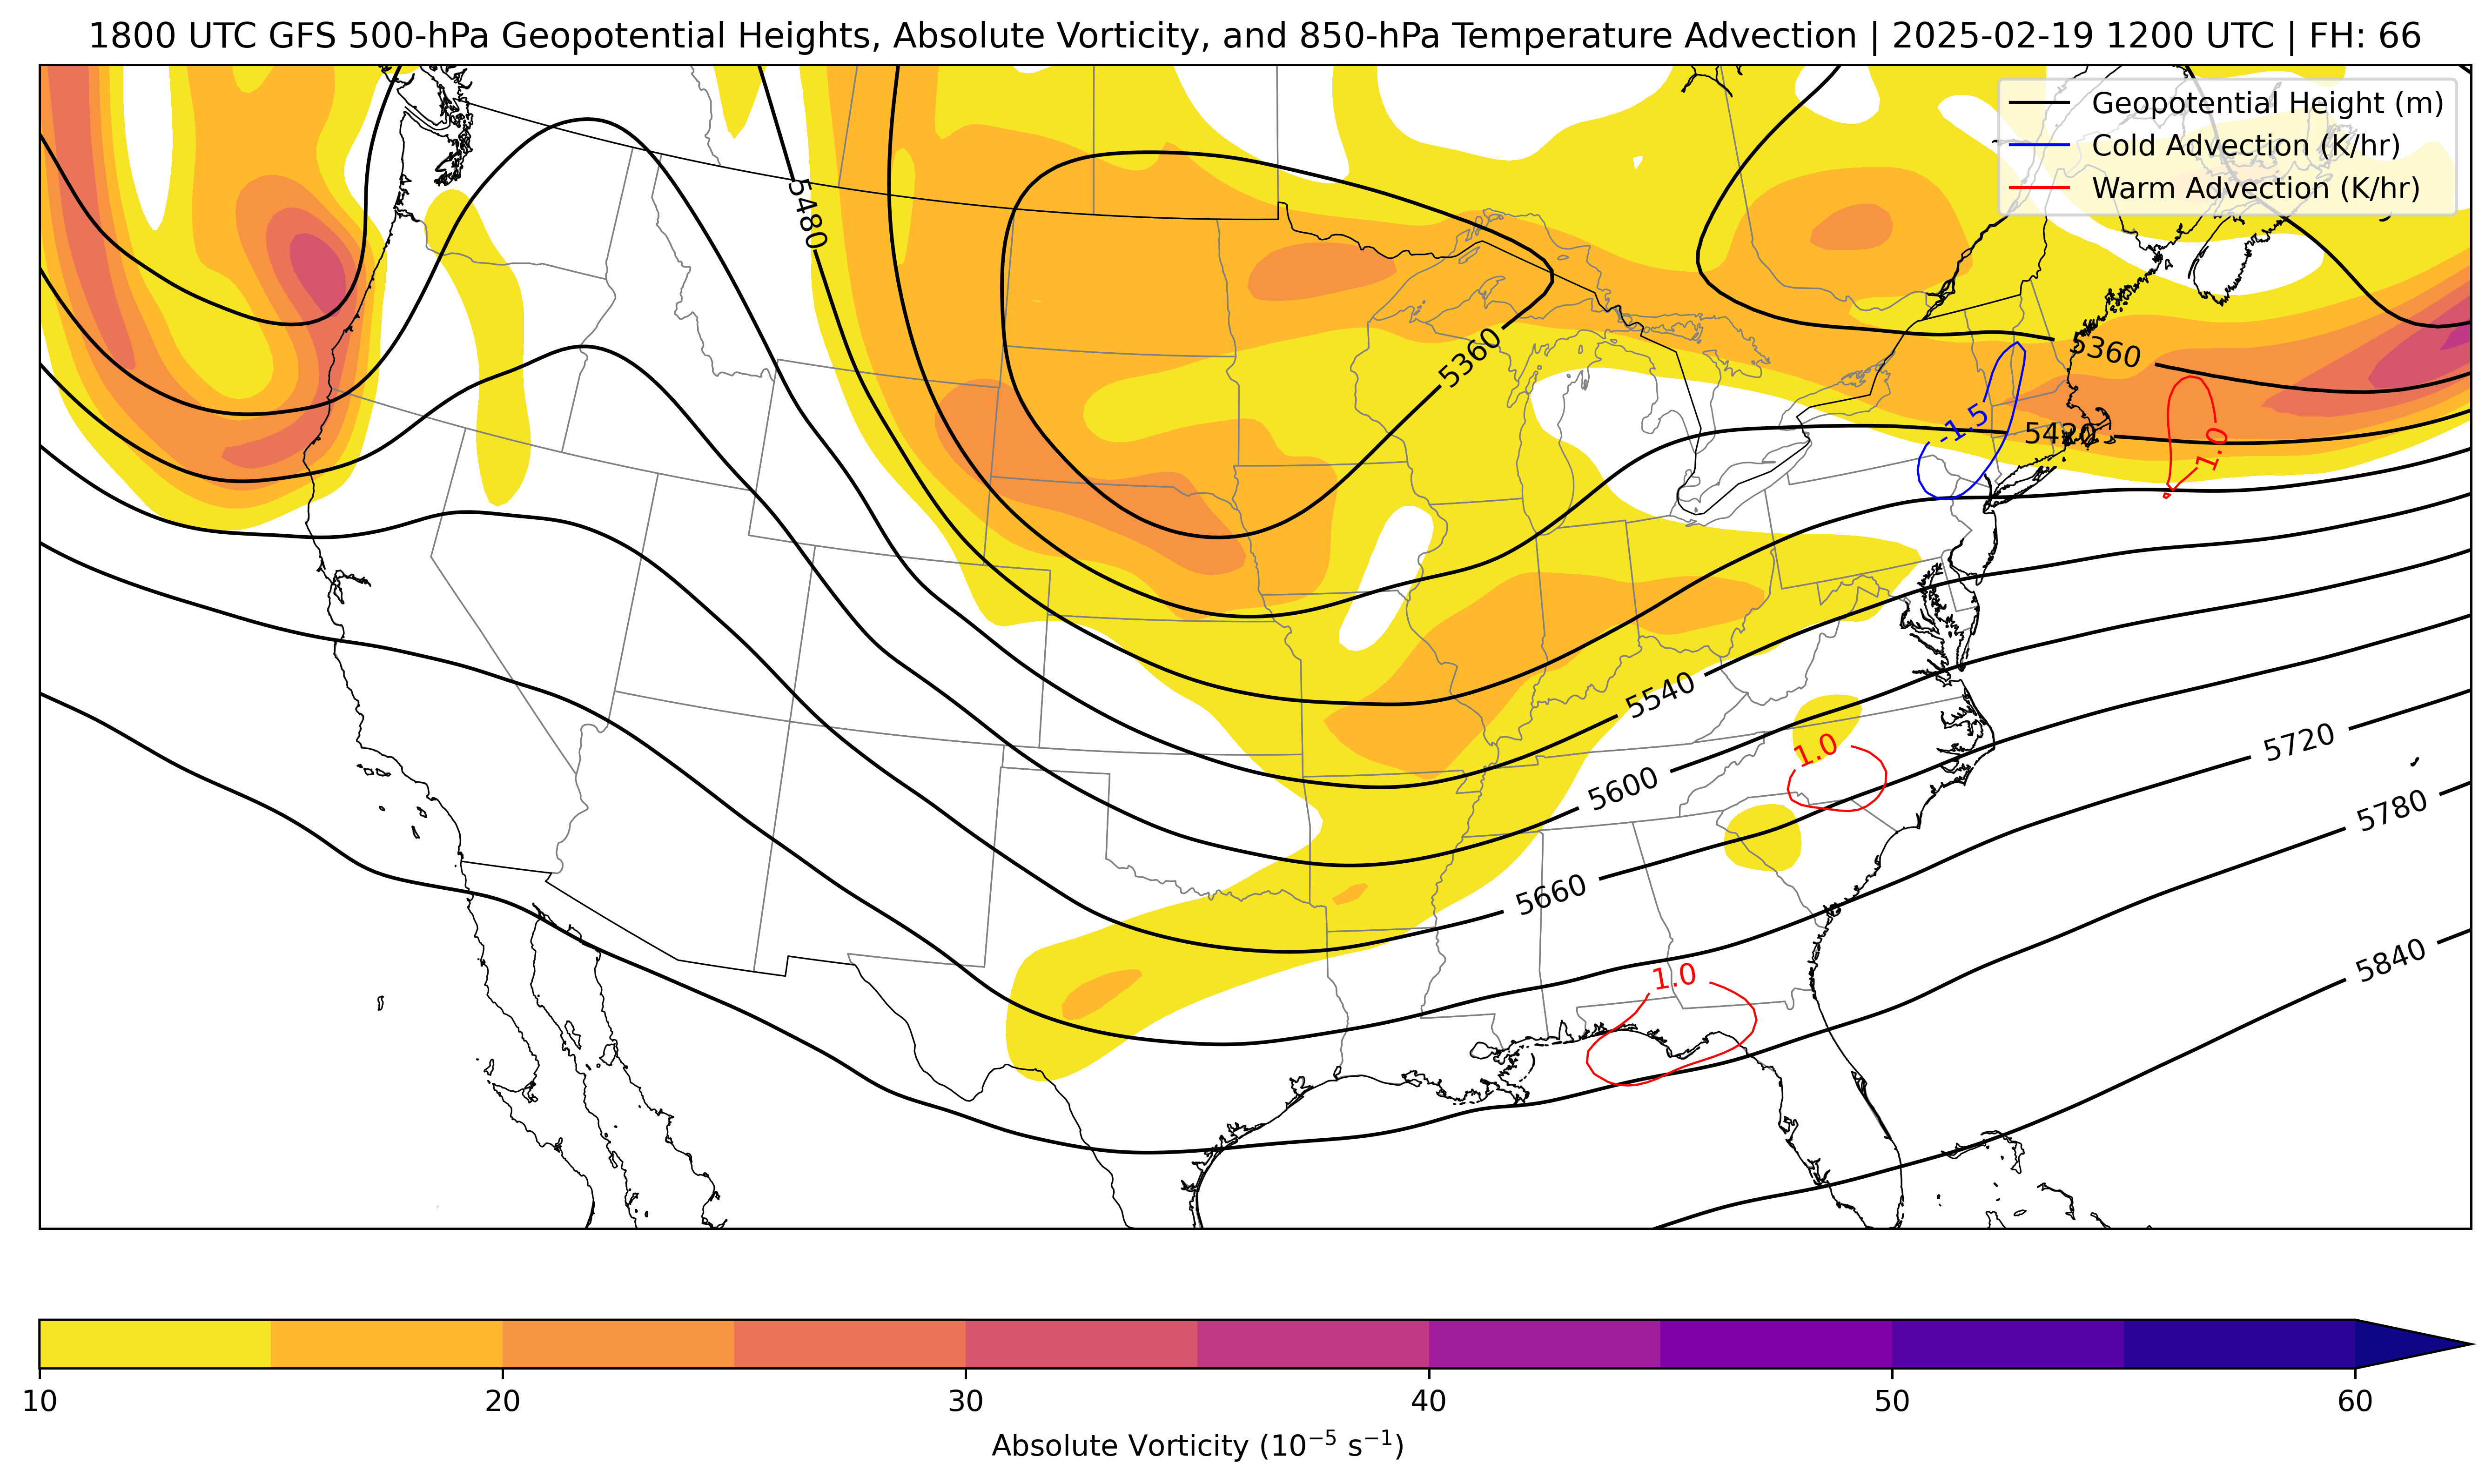 1800 UTC GFS 500-hPa Geopotential Heights, Absolute Vorticity, and 850-hPa Temperature Advection | 2025-02-19 1200 UTC | FH: 66
Geopotential Height (m)
Cold Advection (K/hr)
Warm Advection (K/hr)
5480
5360
5360
-1.5
5420
1.0
5540
5600
1.0
5720
5780
5660
5840
1.0
10 20 30 40 50 60
Absolute Vorticity (10⁻⁵ s⁻¹)